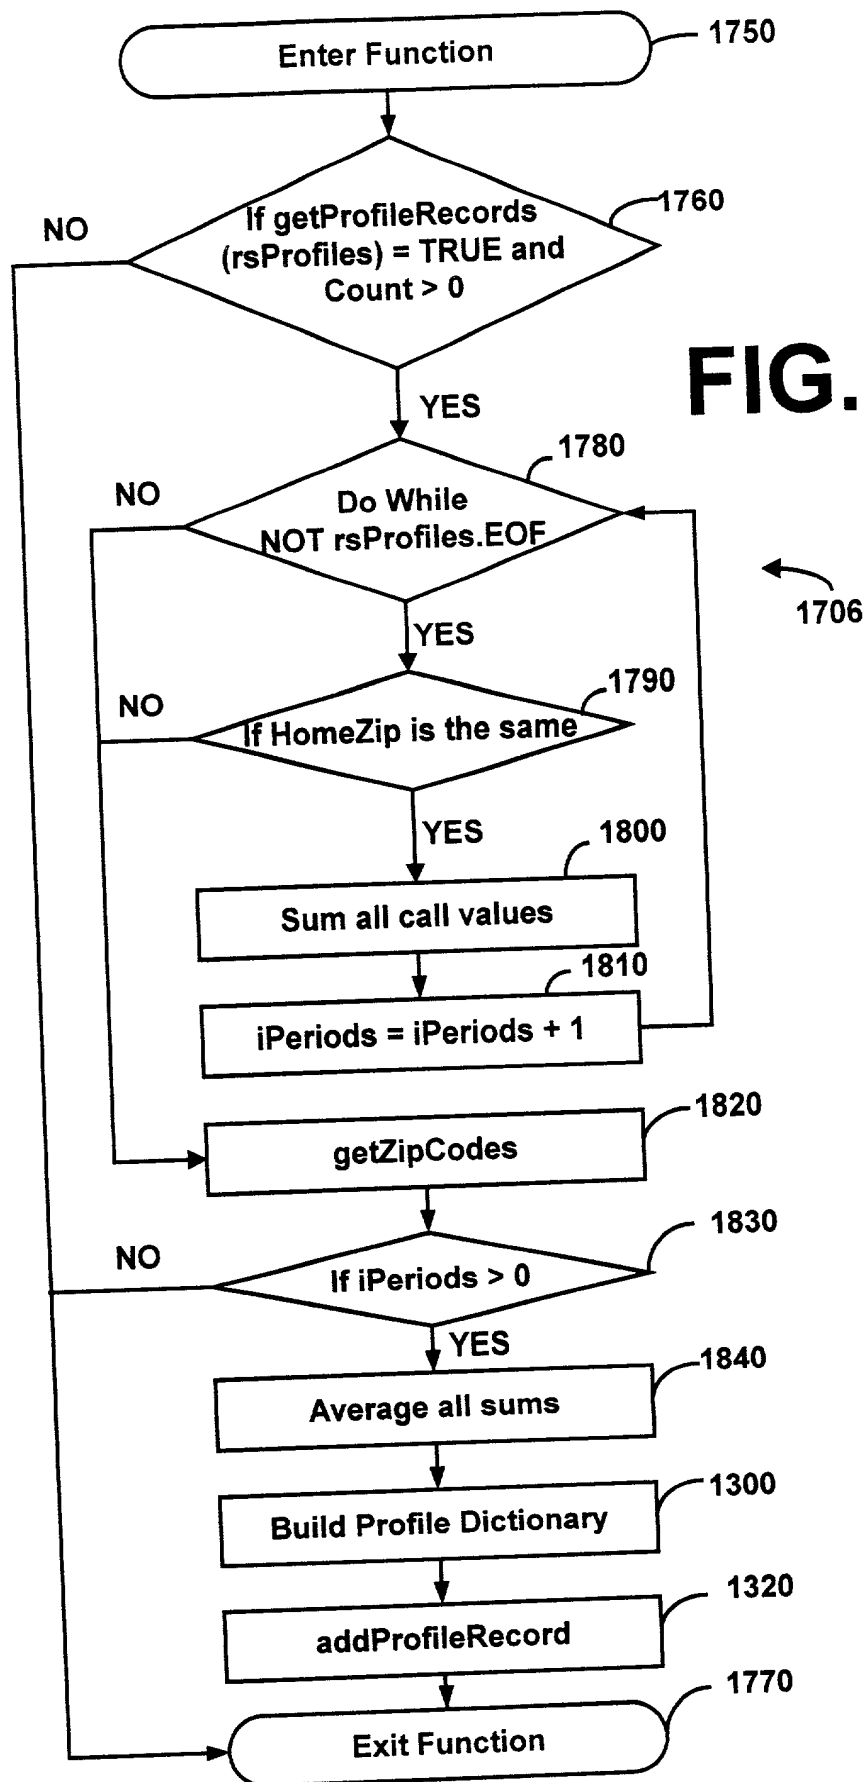 Enter Function
1750
If getProfileRecords
(rsProfiles) = TRUE and
Count > 0
1760
NO
YES
FIG.
Do While
NOT rsProfiles.EOF
1780
NO
YES
1706
If HomeZip is the same
1790
NO
YES
Sum all call values
1800
iPeriods = iPeriods + 1
1810
getZipCodes
1820
If iPeriods > 0
1830
NO
YES
Average all sums
1840
Build Profile Dictionary
1300
addProfileRecord
1320
Exit Function
1770